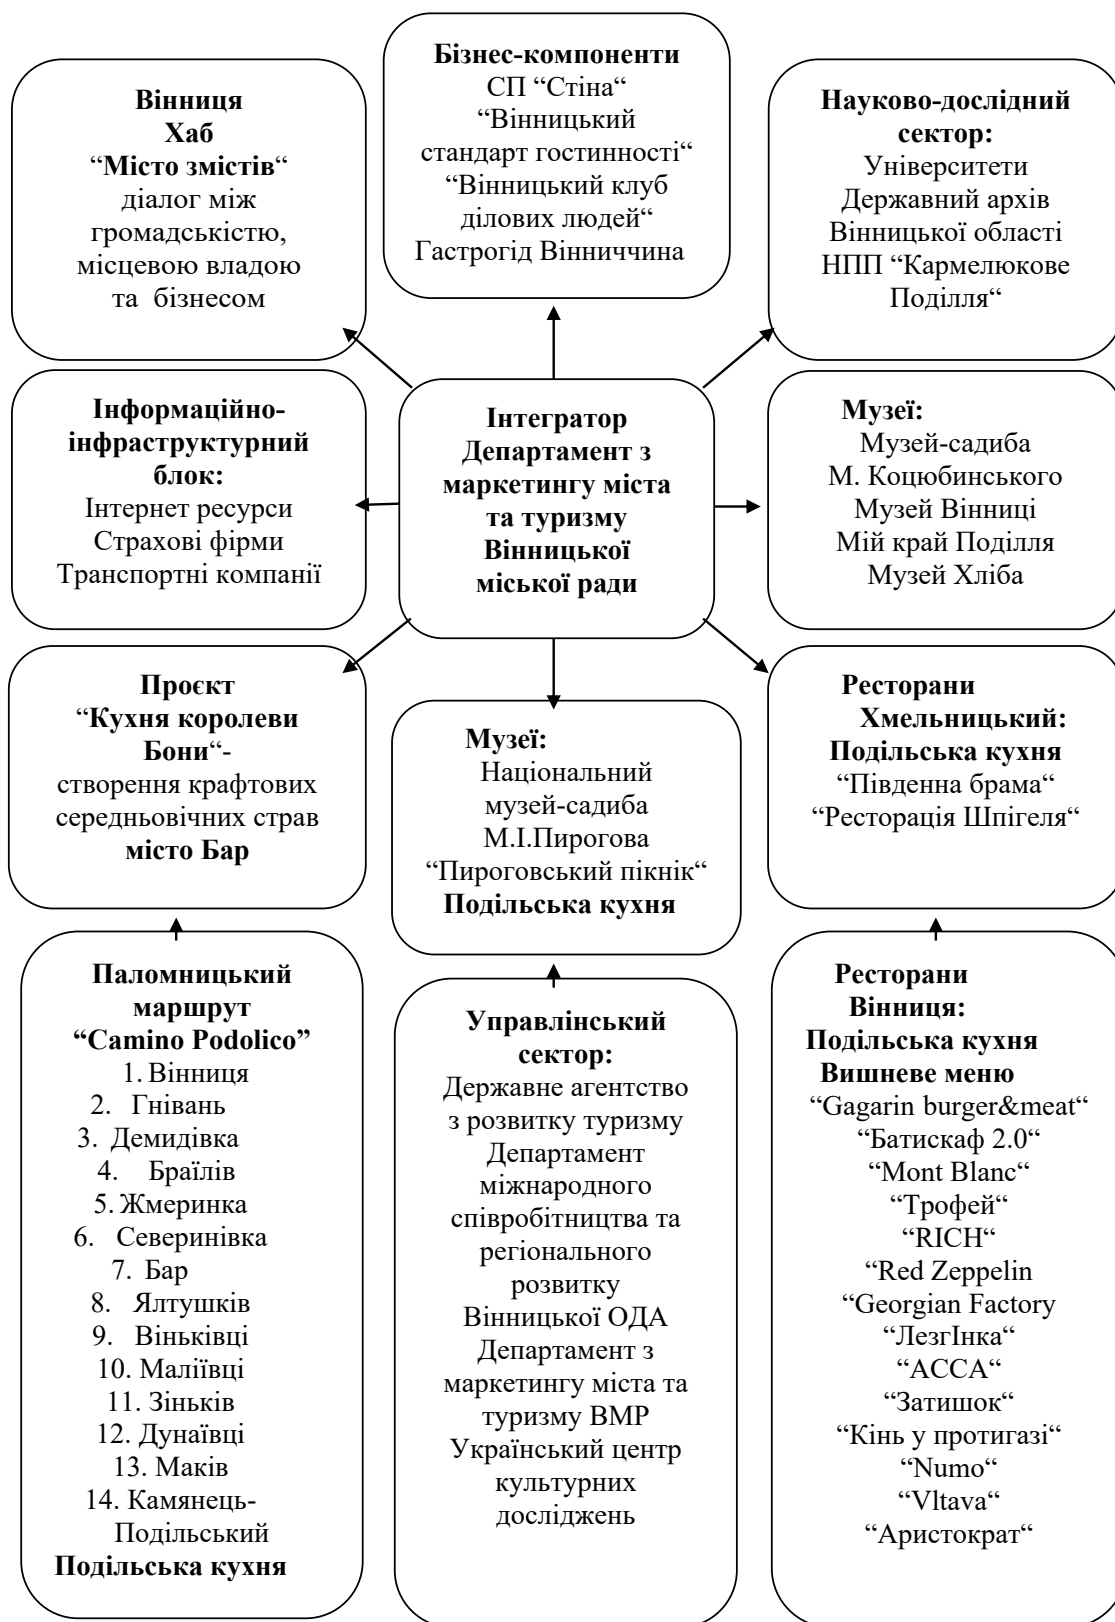 Вінниця
Хаб
“Місто змістів“
діалог між
громадськістю,
місцевою владою
та бізнесом
Бізнес-компоненти
СП “Стіна“
“Вінницький
стандарт гостинності“
“Вінницький клуб
ділових людей“
Гастрогід Вінниччина
Науково-дослідний
сектор:
Університети
Державний архів
Вінницької області
НПП “Кармелюкове
Поділля“
Інформаційно-
інфраструктурний
блок:
Інтернет ресурси
Страхові фірми
Транспортні компанії
Інтегратор
Департамент з
маркетингу міста
та туризму
Вінницької
міської ради
Музеї:
Музей-садиба
М. Коцюбинського
Музей Вінниці
Мій край Поділля
Музей Хліба
Проєкт
“Кухня королеви
Бони“-
створення крафтових
середньовічних страв
місто Бар
Музеї:
Національний
музей-садиба
М.І.Пирогова
“Пироговський пікнік“
Подільська кухня
Ресторани
Хмельницький:
Подільська кухня
“Південна брама“
“Ресторація Шпігеля“
Паломницький
маршрут
“Camino Podolico”
1. Вінниця
2. Гнівань
3. Демидівка
4. Браїлів
5. Жмеринка
6. Северинівка
7. Бар
8. Ялтушків
9. Віньківці
10. Маліївці
11. Зіньків
12. Дунаївці
13. Маків
14. Камянець-
Подільський
Подільська кухня
Управлінський
сектор:
Державне агентство
з розвитку туризму
Департамент
міжнародного
співробітництва та
регіонального
розвитку
Вінницької ОДА
Департамент з
маркетингу міста та
туризму ВМР
Український центр
культурних
досліджень
Ресторани
Вінниця:
Подільська кухня
Вишневе меню
“Gagarin burger&meat“
“Батискаф 2.0“
“Mont Blanc“
“Трофей“
“RICH“
“Red Zeppelin
“Georgian Factory
“ЛезгІнка“
“АССА“
“Затишок“
“Кінь у протигазі“
“Numo“
“Vltava“
“Аристократ“